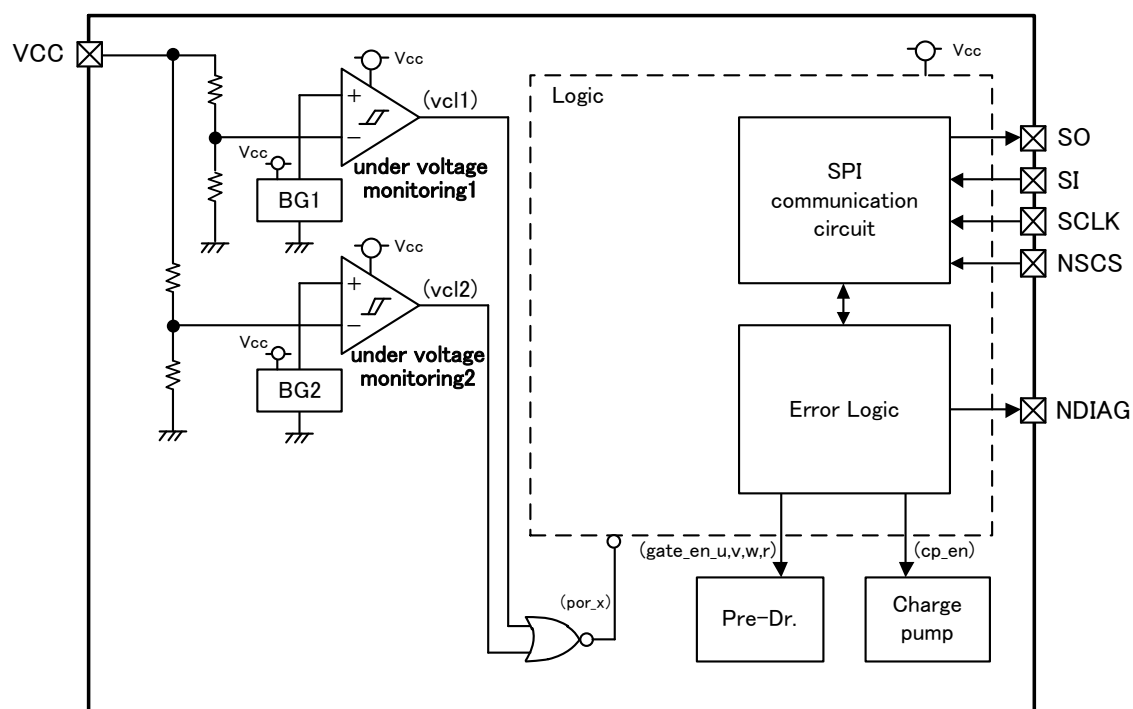 VCC
Vcc
Vcc
Logic
(vcl1)
+
−
SO
Vcc
under voltage
monitoring1
SPI
communication
circuit
SI
BG1
SCLK
Vcc
NSCS
(vcl2)
+
−
Vcc
under voltage
monitoring2
BG2
Error Logic
NDIAG
(gate_en_u,v,w,r)
(cp_en)
(por_x)
Pre-Dr.
Charge
pump